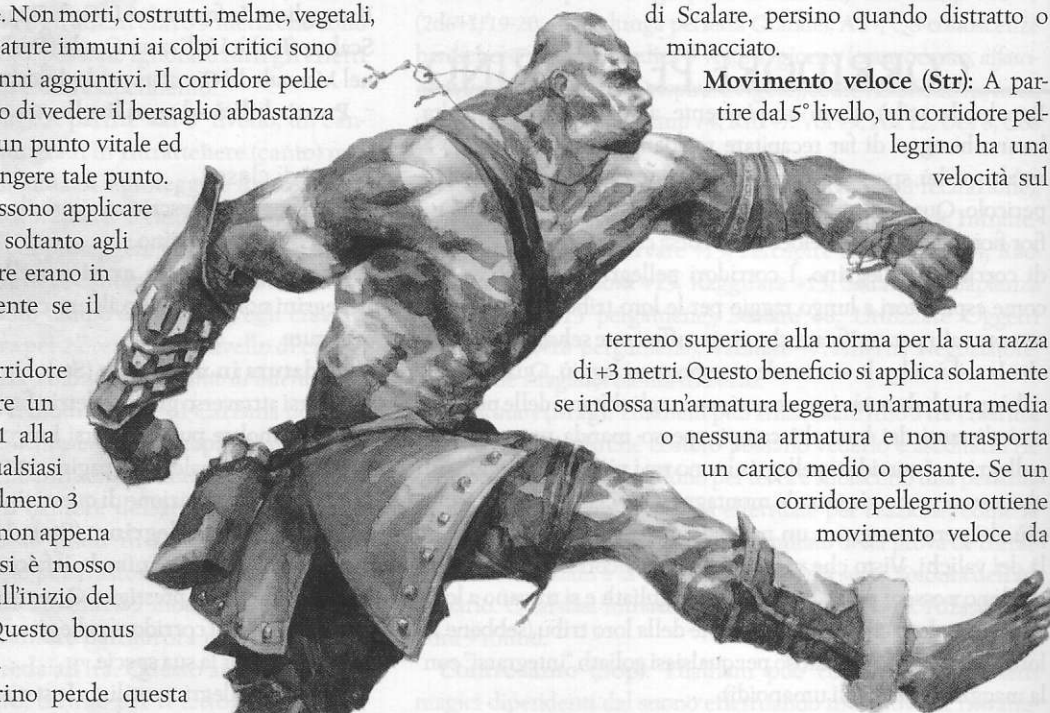 . Non morti, costrutti, melme, vegetali,
ature immuni ai colpi critici sono
nni aggiuntivi. Il corridore pelle-
o di vedere il bersaglio abbastanza
un punto vitale ed
ngere tale punto.
ssono applicare
soltanto agli
re erano in
ente se il
rridore
re un
1 alla
ualsiasi
lmeno 3
non appena
si è mosso
all'inizio del
Questo bonus
rino perde questa
di Scalare, persino quando distratto o
minacciato.
Movimento veloce (Str): A par-
tire dal 5° livello, un corridore pel-
legrino ha una
velocità sul
terreno superiore alla norma per la sua razza
di +3 metri. Questo beneficio si applica solamente
se indossa un'armatura leggera, un'armatura media
o nessuna armatura e non trasporta
un carico medio o pesante. Se un
corridore pellegrino ottiene
movimento veloce da